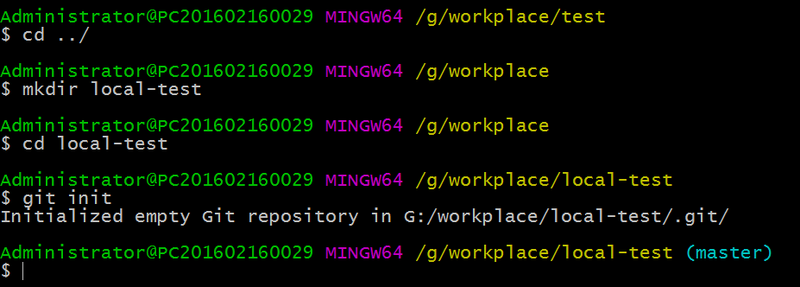 Administrator@PC201602160029 MINGW64 /g/workplace/test
$ cd ../
Administrator@PC201602160029 MINGW64 /g/workplace
$ mkdir local-test
Administrator@PC201602160029 MINGW64 /g/workplace
$ cd local-test
Administrator@PC201602160029 MINGW64 /g/workplace/local-test
$ git init
Initialized empty Git repository in G:/workplace/local-test/.git/
Administrator@PC201602160029 MINGW64 /g/workplace/local-test (master)
$